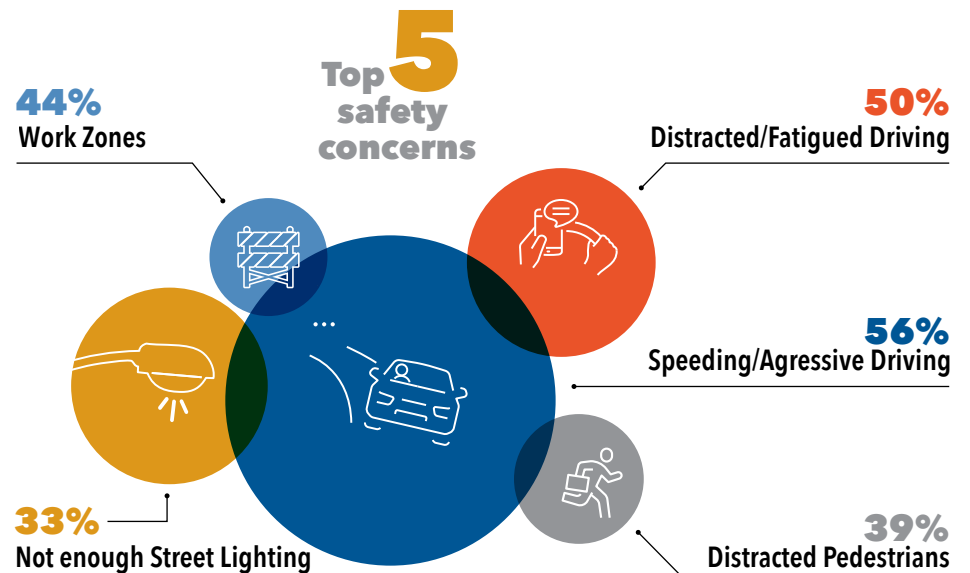 Top 5
safety
concerns
44%
Work Zones
50%
Distracted/Fatigued Driving
56%
Speeding/Agressive Driving
33%
Not enough Street Lighting
39%
Distracted Pedestrians